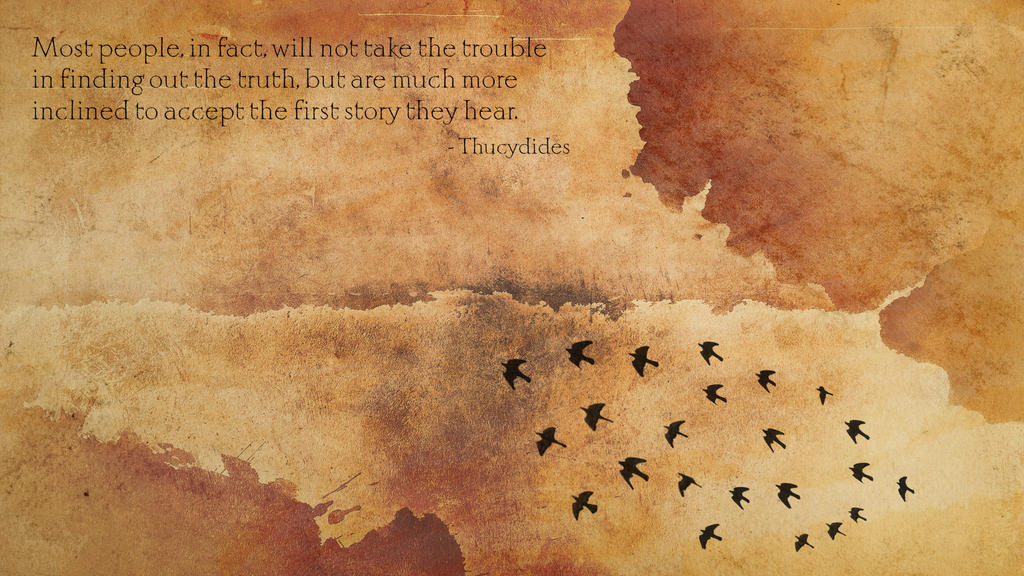 Most people, in fact, will not take the trouble
in finding out the truth, but are much more
inclined to accept the first story they hear.
- Thucydides